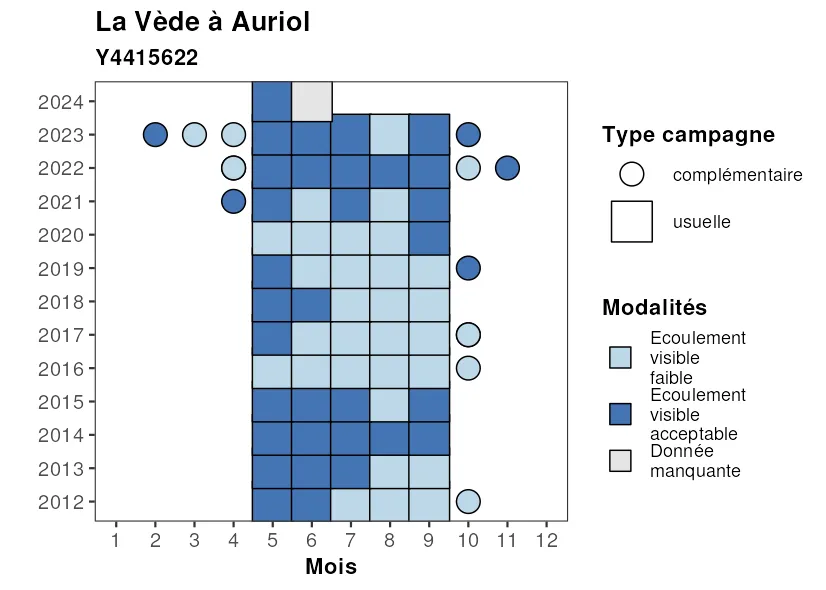 La Vède à Auriol
Y4415622
2024
2023
2022
2021
2020
2019
2018
2017
2016
2015
2014
2013
2012
1 2 3 4 5 6 7 8 9 10 11 12
Mois
Type campagne
complémentaire
usuelle
Modalités
Ecoulement
visible
faible
Ecoulement
visible
acceptable
Donnée
manquante